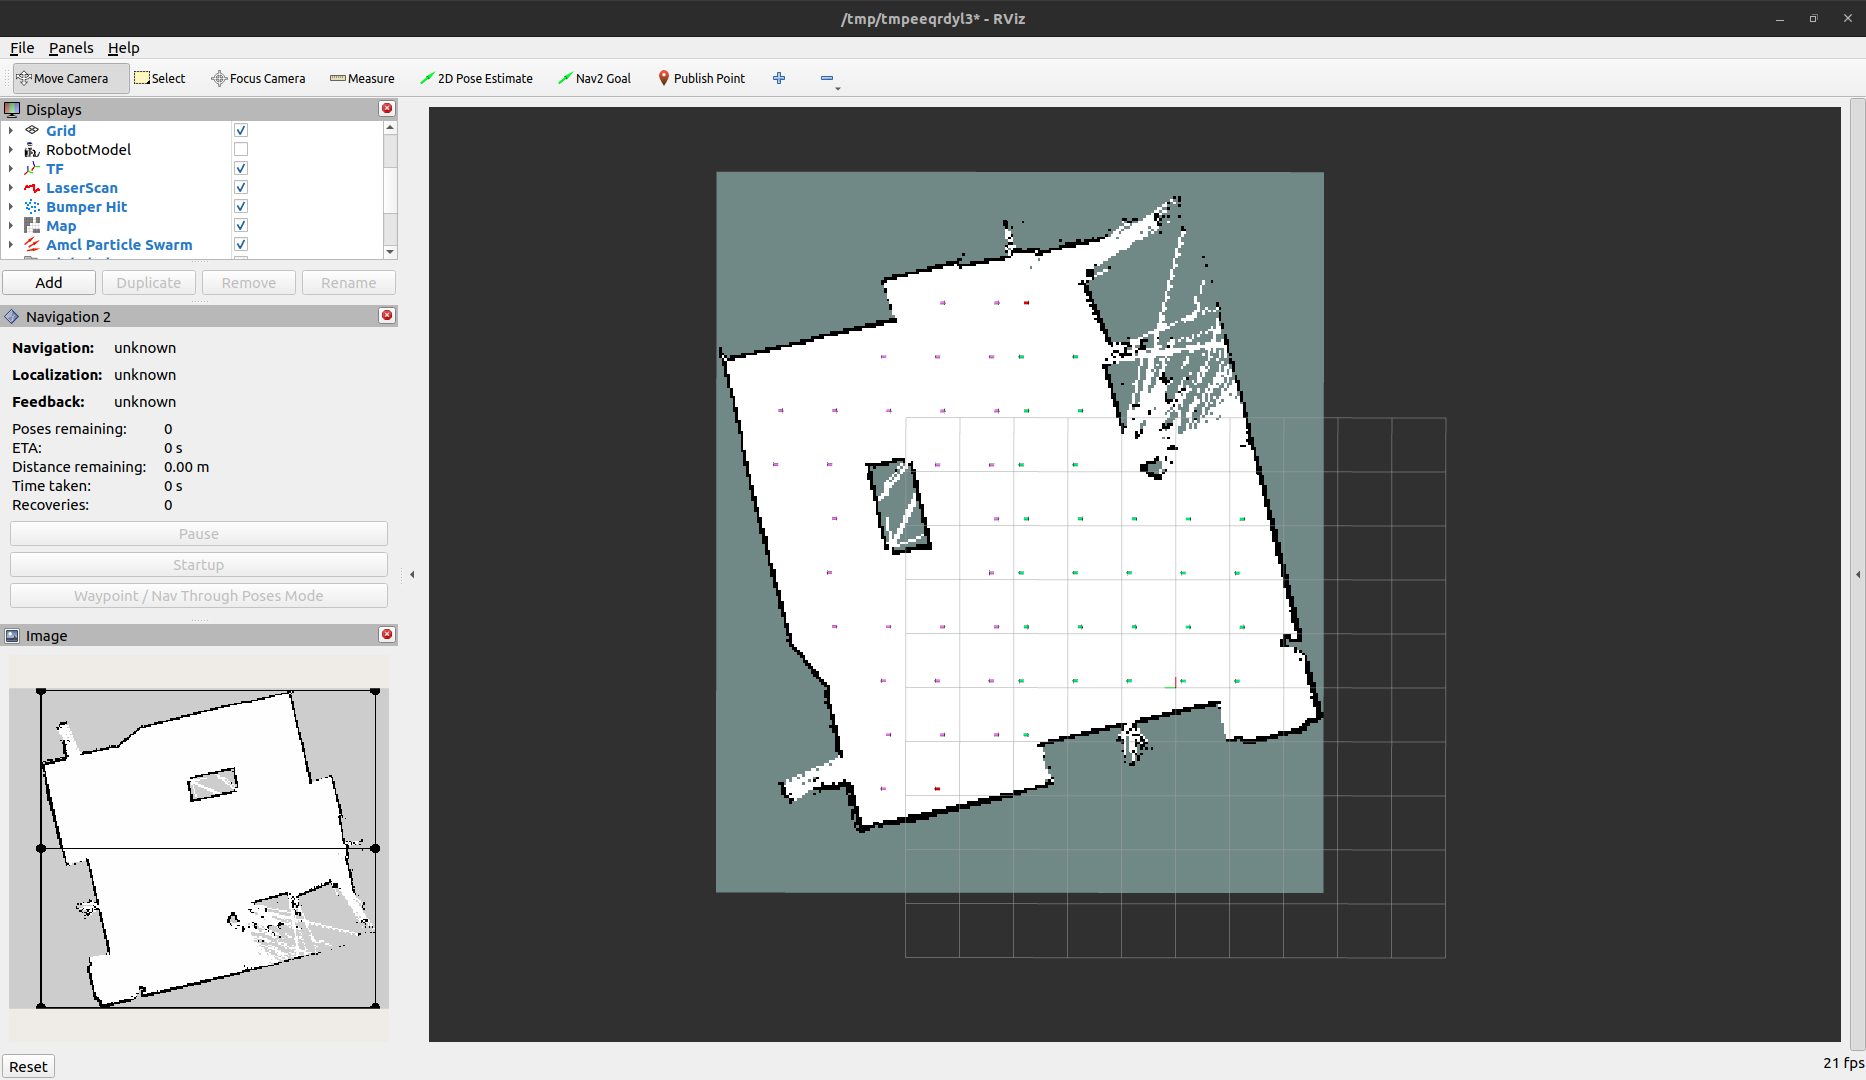 /tmp/tmpeeqrdyl3* - RViz
File Panels Help
Move Camera Select Focus Camera Measure 2D Pose Estimate Nav2 Goal Publish Point
Displays
Grid
RobotModel
TF
LaserScan
Bumper Hit
Map
Amcl Particle Swarm
Add Duplicate Remove Rename
Navigation 2
Navigation: unknown
Localization: unknown
Feedback: unknown
Poses remaining: 0
ETA: 0 s
Distance remaining: 0.00 m
Time taken: 0 s
Recoveries: 0
Pause
Startup
Waypoint / Nav Through Poses Mode
Image
Reset
21 fps